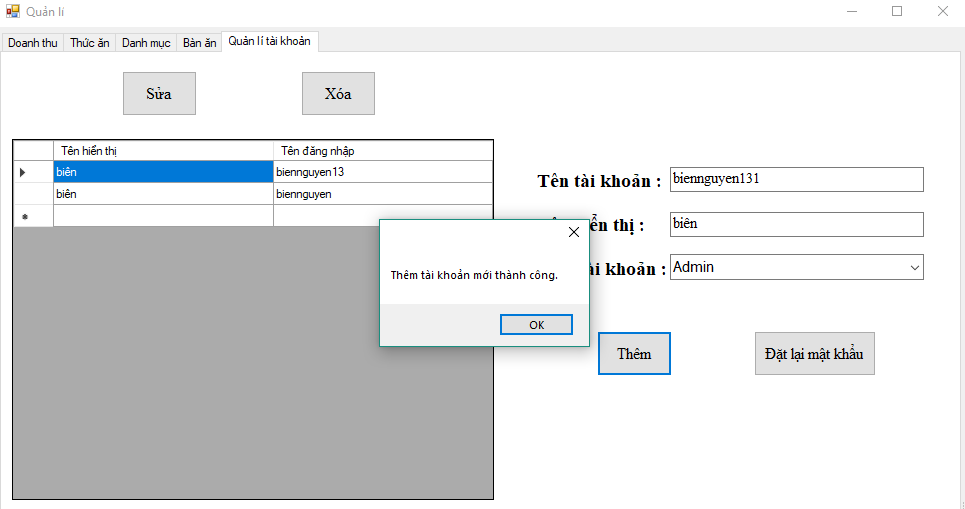 Quản lí
Doanh thu Thức ăn Danh mục Bàn ăn Quản lí tài khoản
Sửa Xóa
Tên hiển thị Tên đăng nhập
biên biennguyen13
biên biennguyen
Tên tài khoản : biennguyen131
ển thị : biên
ài khoản : Admin
Thêm tài khoản mới thành công.
OK
Thêm Đặt lại mật khẩu